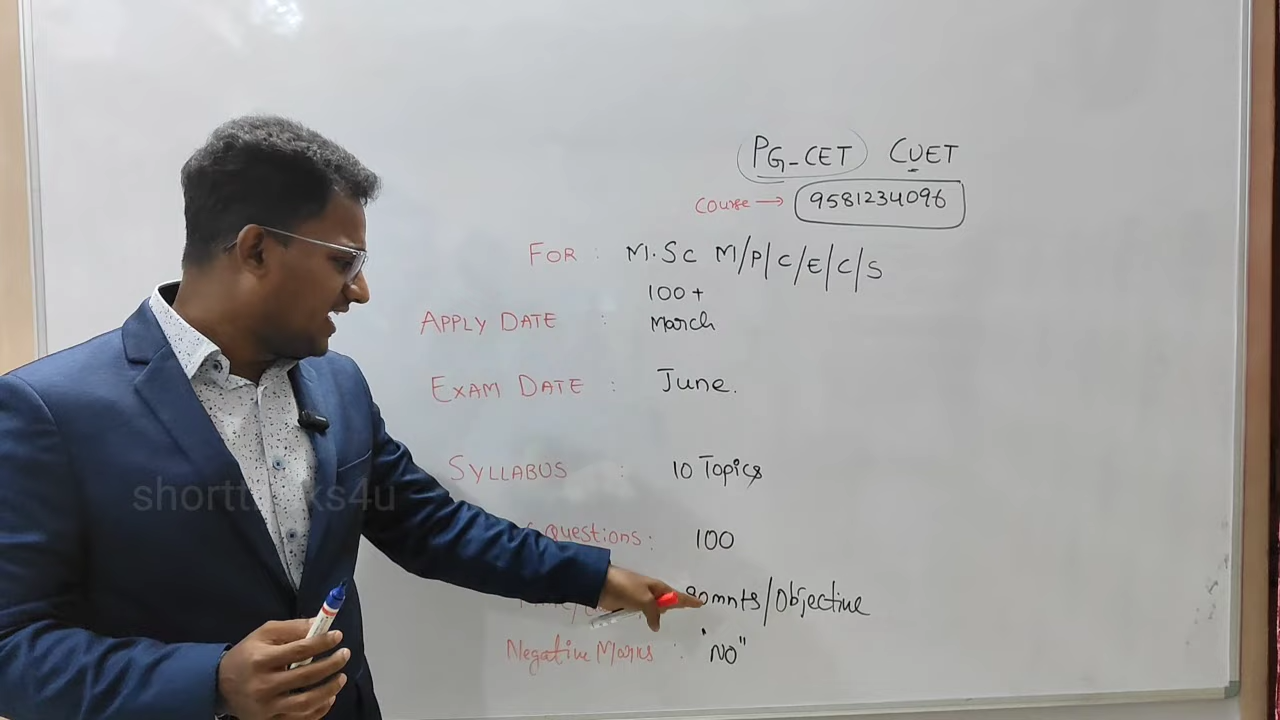 PG-CET CUET
Course → 9581234096
FOR : M.Sc M/P/C/E/C/S
100+
APPLY DATE : March
EXAM DATE : June.
SYLLABUS : 10 Topics
Questions: 100
90mnts/Objective
Negative Marks : "NO"
shorttricks4u